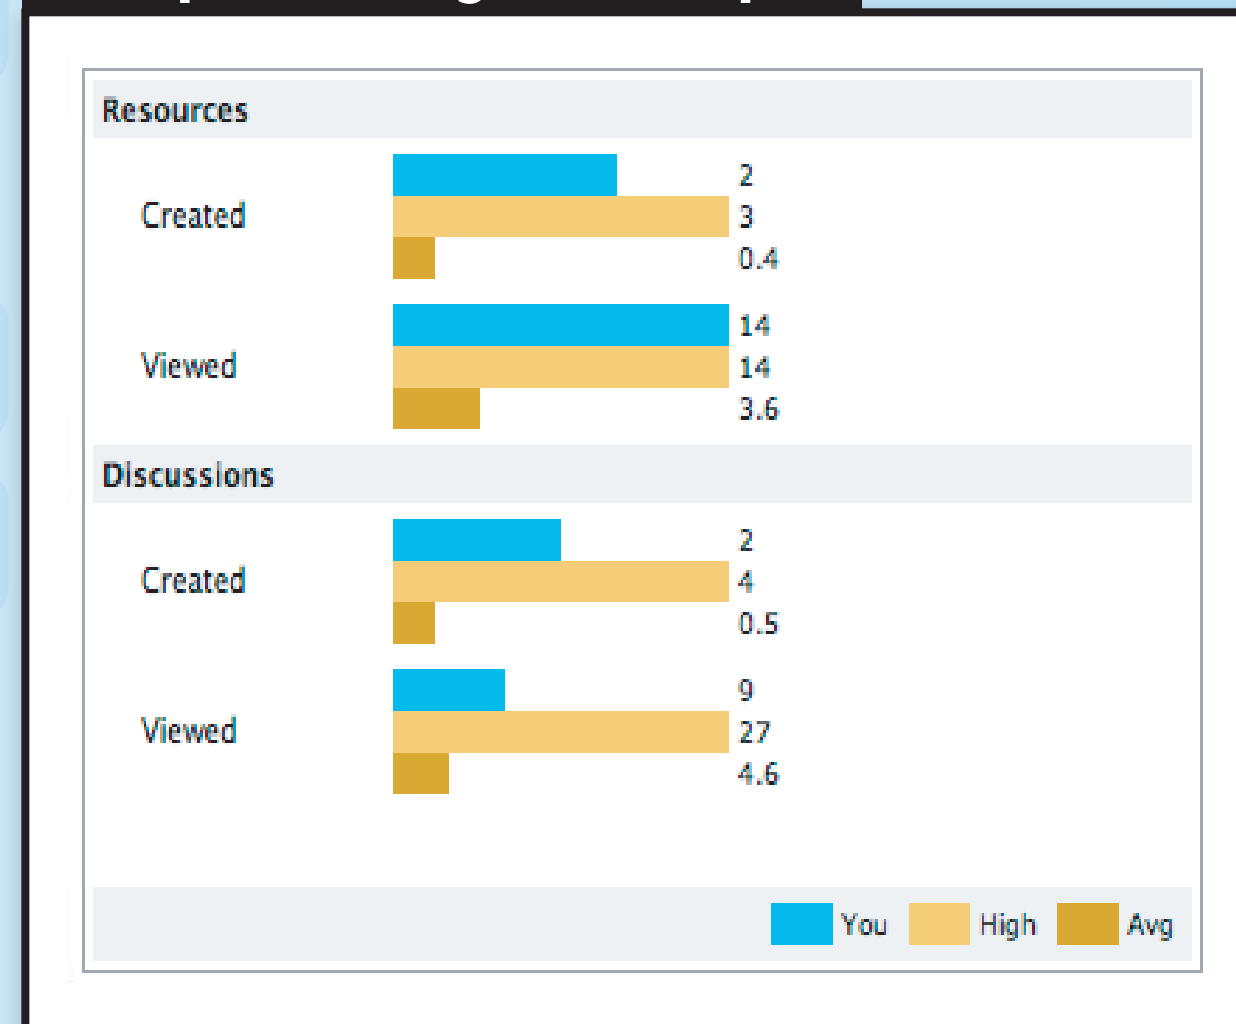 Resources
2
Created 3
0.4
14
Viewed 14
3.6
Discussions
2
Created 4
0.5
9
Viewed 27
4.6
You High Avg